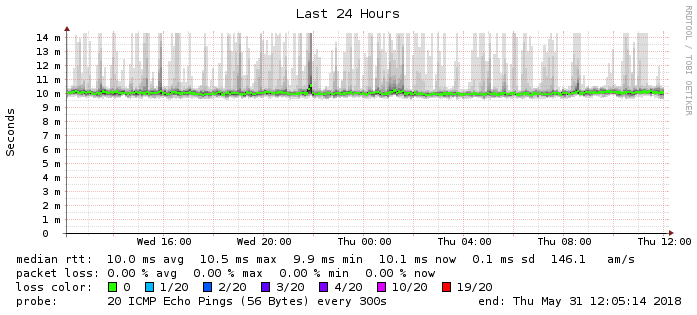 Last 24 Hours
RRDTOOL / TOBI OETIKER
Seconds
14 m
13 m
12 m
11 m
10 m
9 m
8 m
7 m
6 m
5 m
4 m
3 m
2 m
1 m
0
Wed 16:00 Wed 20:00 Thu 00:00 Thu 04:00 Thu 08:00 Thu 12:00
median rtt: 10.0 ms avg 10.5 ms max 9.9 ms min 10.1 ms now 0.1 ms sd 146.1 am/s
packet loss: 0.00 % avg 0.00 % max 0.00 % min 0.00 % now
loss color: 0 1/20 2/20 3/20 4/20 10/20 19/20
probe: 20 ICMP Echo Pings (56 Bytes) every 300s end: Thu May 31 12:05:14 2018